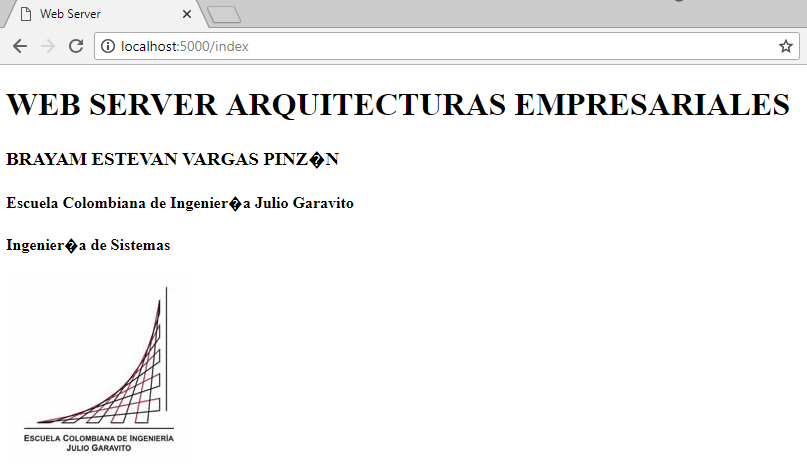 Web Server
localhost:5000/index
WEB SERVER ARQUITECTURAS EMPRESARIALES
BRAYAM ESTEVAN VARGAS PINZ�N
Escuela Colombiana de Ingenier�a Julio Garavito
Ingenier�a de Sistemas
ESCUELA COLOMBIANA DE INGENIERÍA
JULIO GARAVITO